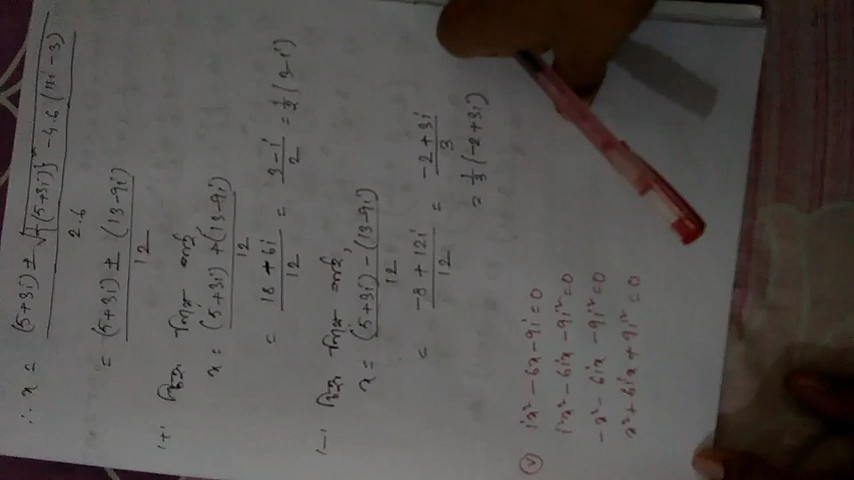 ∴ x = (5+3i) ± √{-(5+3i)}² - 4.6 (11i - 3) / 2.6
= (5+3i) ± (13-9i) / 12
'+' চিহ্ন নিয়ে পাই,
x = (5+3i) + (13-9i) / 12
= 18 + 6i / 12 = 3-i / 2 = 1/2 (3-i)
'-' চিহ্ন নিয়ে পাই,
x = (5+3i) - (13-9i) / 12
= -8 + 12i / 12 = -2 + 3i / 3
= 1/3 (-2+3i)
(v) ix² - 6x - 9i = 0
i²x² - 6ix - 9i² = 0
-x² - 6ix - 9i² = 0
x² + 6ix + 9i² = 0